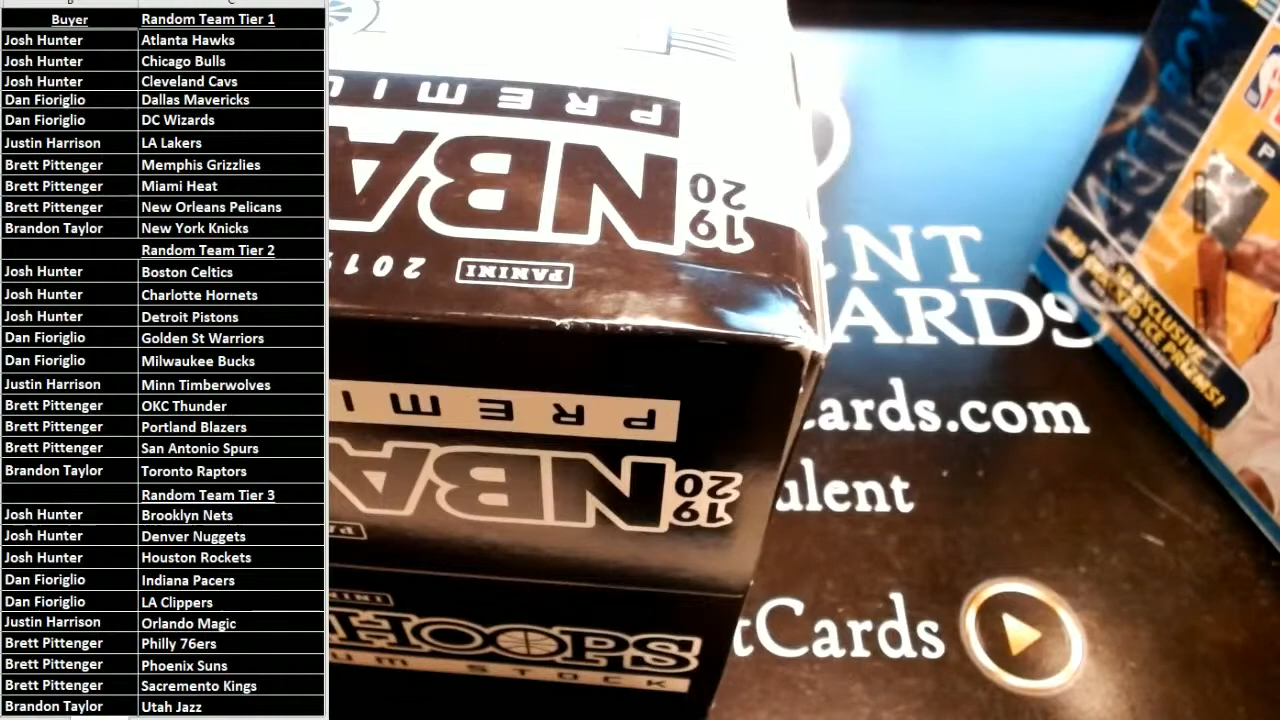 Buyer Random Team Tier 1
Josh Hunter Atlanta Hawks
Josh Hunter Chicago Bulls
Josh Hunter Cleveland Cavs
Dan Fioriglio Dallas Mavericks
Dan Fioriglio DC Wizards
Justin Harrison LA Lakers
Brett Pittenger Memphis Grizzlies
Brett Pittenger Miami Heat
Brett Pittenger New Orleans Pelicans
Brandon Taylor New York Knicks
Random Team Tier 2
Josh Hunter Boston Celtics
Josh Hunter Charlotte Hornets
Josh Hunter Detroit Pistons
Dan Fioriglio Golden St Warriors
Dan Fioriglio Milwaukee Bucks
Justin Harrison Minn Timberwolves
Brett Pittenger OKC Thunder
Brett Pittenger Portland Blazers
Brett Pittenger San Antonio Spurs
Brandon Taylor Toronto Raptors
Random Team Tier 3
Josh Hunter Brooklyn Nets
Josh Hunter Denver Nuggets
Josh Hunter Houston Rockets
Dan Fioriglio Indiana Pacers
Dan Fioriglio LA Clippers
Justin Harrison Orlando Magic
Brett Pittenger Philly 76ers
Brett Pittenger Phoenix Suns
Brett Pittenger Sacremento Kings
Brandon Taylor Utah Jazz
PREMIU
NBA
19
20
PANINI
201
PREMI
NBA
19
20
PA
INI
HOOPS
UM STOCK
ENT
ARDS
ards.com
ulent
tCards
EXCLUSIVE
ICE PRIZMS!